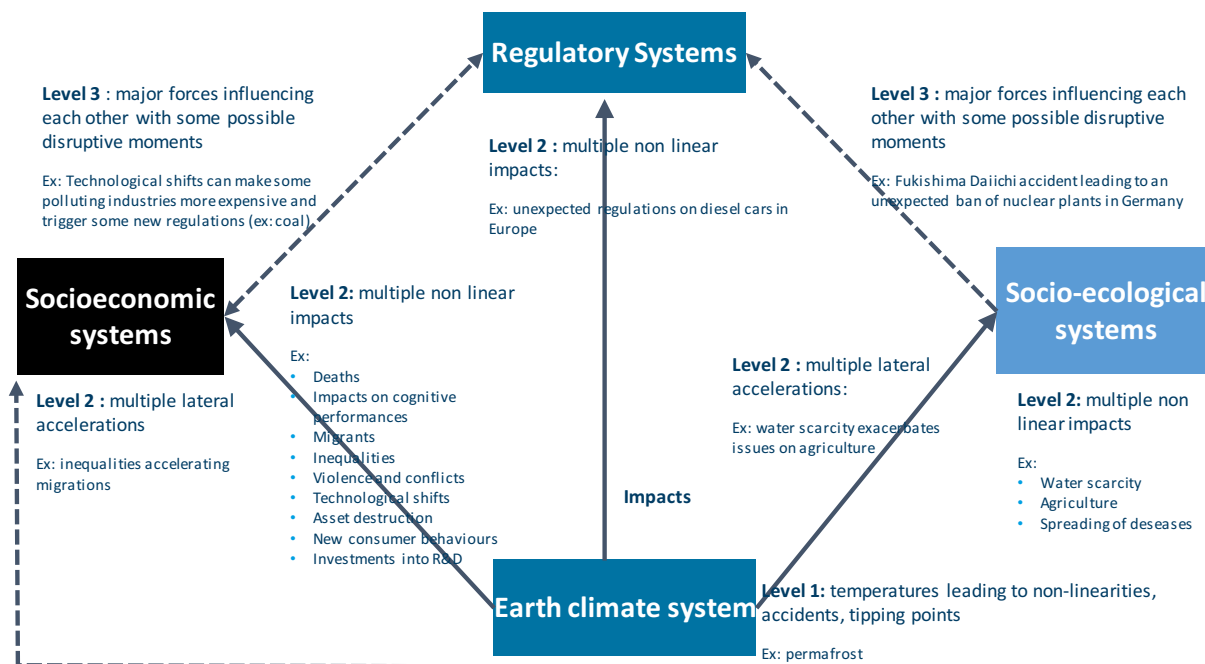 Regulatory Systems
Level 3 : major forces influencing
each other with some possible
disruptive moments
Ex: Technological shifts can make some
polluting industries more expensive and
trigger some new regulations (ex: coal)
Level 2 : multiple non linear
impacts:
Ex: unexpected regulations on diesel cars in
Europe
Level 3 : major forces influencing each
other with some possible disruptive
moments
Ex: Fukishima Daiichi accident leading to an
unexpected ban of nuclear plants in Germany
Socioeconomic
systems
Level 2: multiple non linear
impacts
Ex:
• Deaths
• Impacts on cognitive
performances
• Migrants
• Inequalities
• Violence and conflicts
• Technological shifts
• Asset destruction
• New consumer behaviours
• Investments into R&D
Socio-ecological
systems
Level 2 : multiple lateral
accelerations
Ex: inequalities accelerating
migrations
Level 2 : multiple lateral
accelerations:
Ex: water scarcity exacerbates
issues on agriculture
Level 2: multiple non
linear impacts
Ex:
• Water scarcity
• Agriculture
• Spreading of deseases
Impacts
Earth climate system
Level 1: temperatures leading to non-linearities,
accidents, tipping points
Ex: permafrost